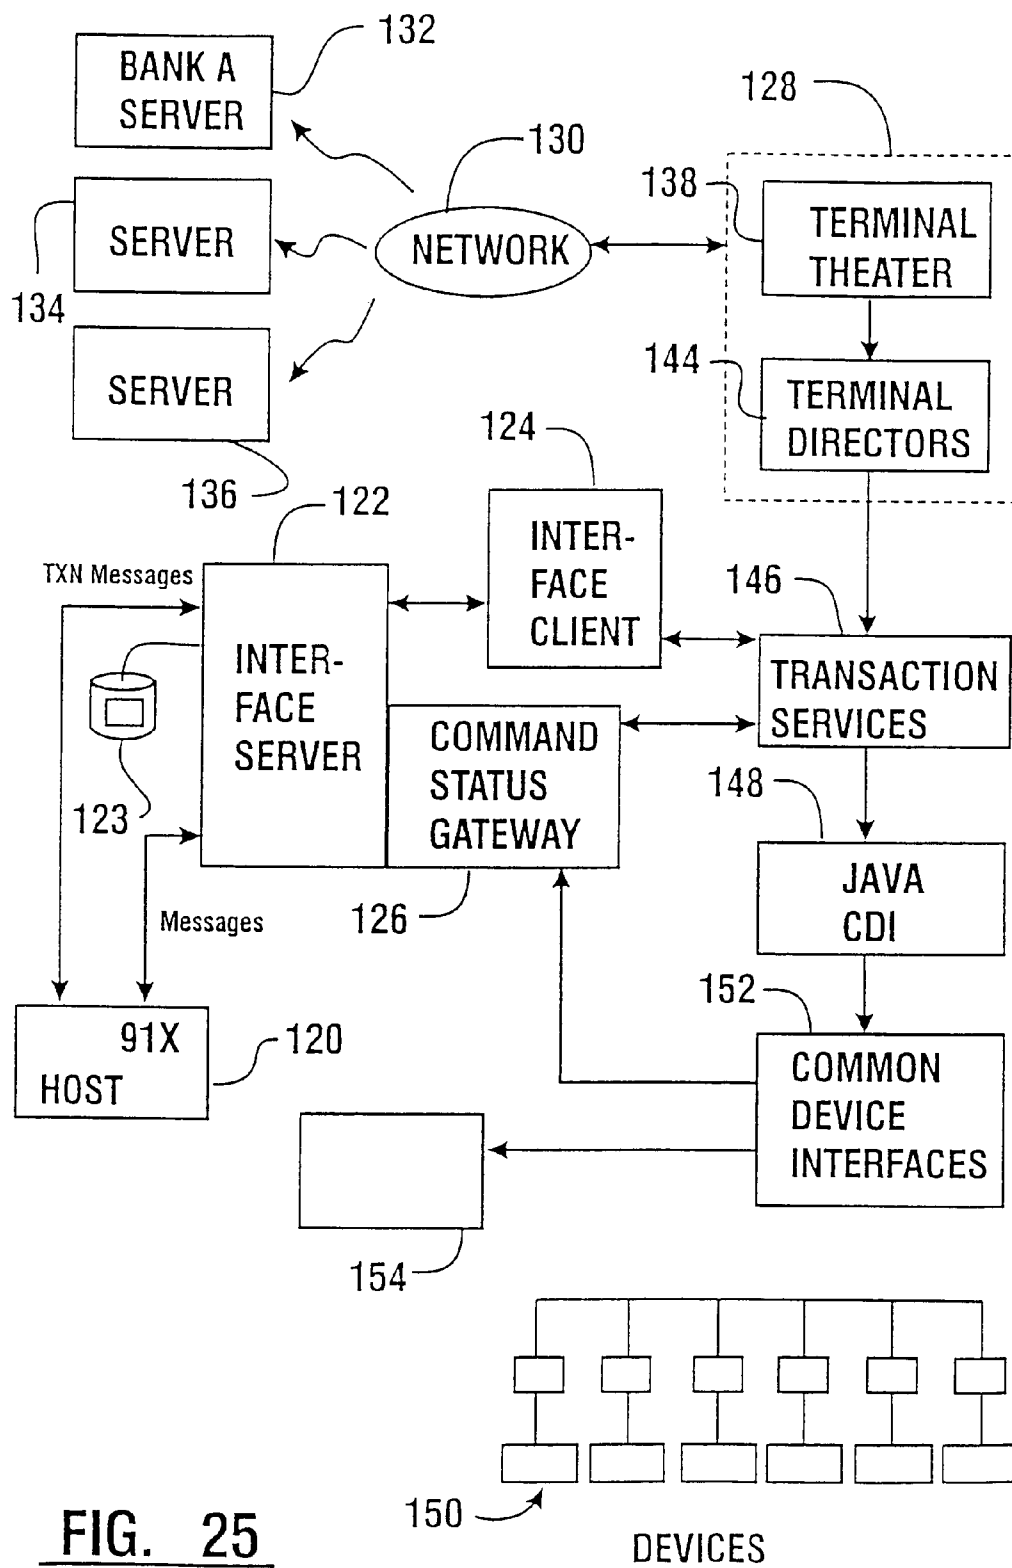 132
BANK A
SERVER
128
130
138
TERMINAL
THEATER
SERVER
NETWORK
134
144
SERVER
TERMINAL
DIRECTORS
124
136
122
INTER-
FACE
CLIENT
TXN Messages
146
INTER-
FACE
SERVER
TRANSACTION
SERVICES
COMMAND
STATUS
GATEWAY
148
123
JAVA
CDI
126
Messages
152
91X
HOST
120
COMMON
DEVICE
INTERFACES
154
150
DEVICES
FIG. 25